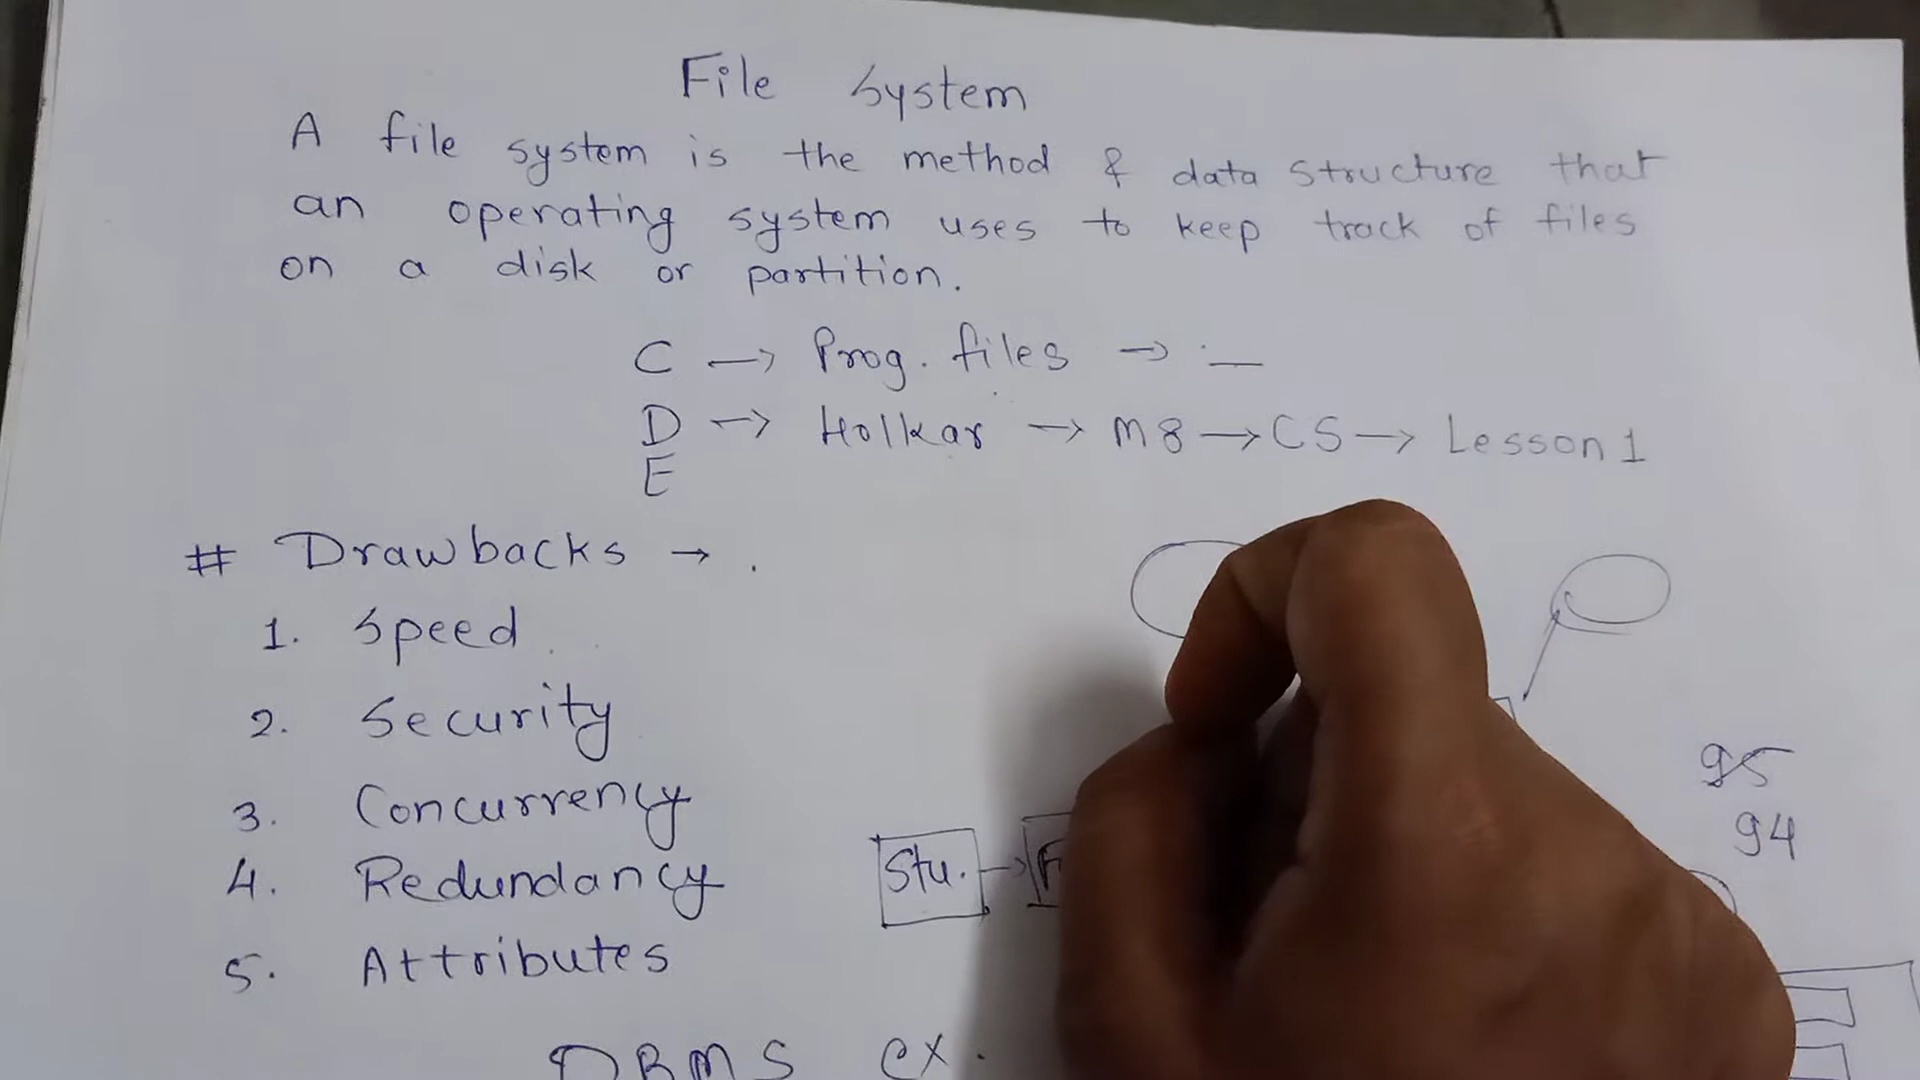 File System
A file system is the method & data structure that
an operating system uses to keep track of files
on a disk or partition.
C → Prog. files → —
D → Holkar → M8 → CS → Lesson 1
E
# Drawbacks →
1. Speed
2. Security
3. Concurrency
4. Redundancy
5. Attributes
Stu. →
95
94
DBMS ex.